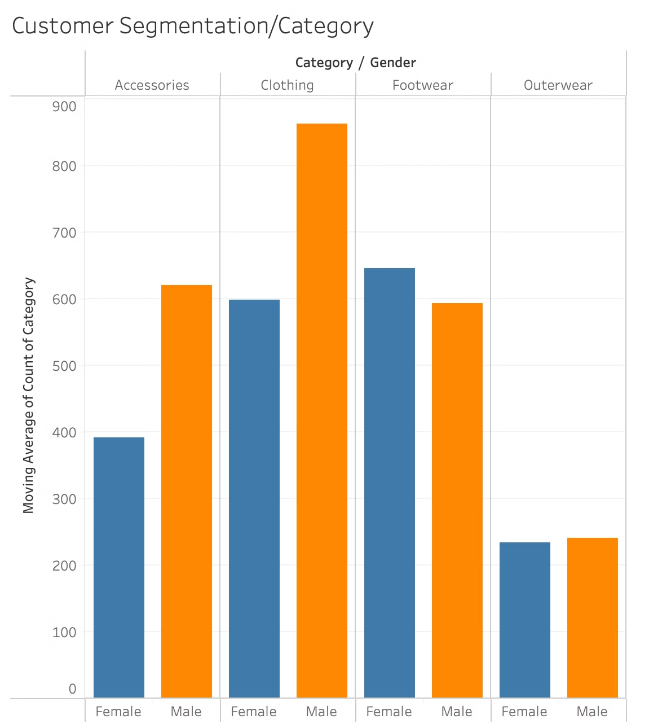 Customer Segmentation/Category
Category / Gender
Accessories Clothing Footwear Outerwear
900
800
700
600
500
400
300
200
100
0
Moving Average of Count of Category
Female Male Female Male Female Male Female Male